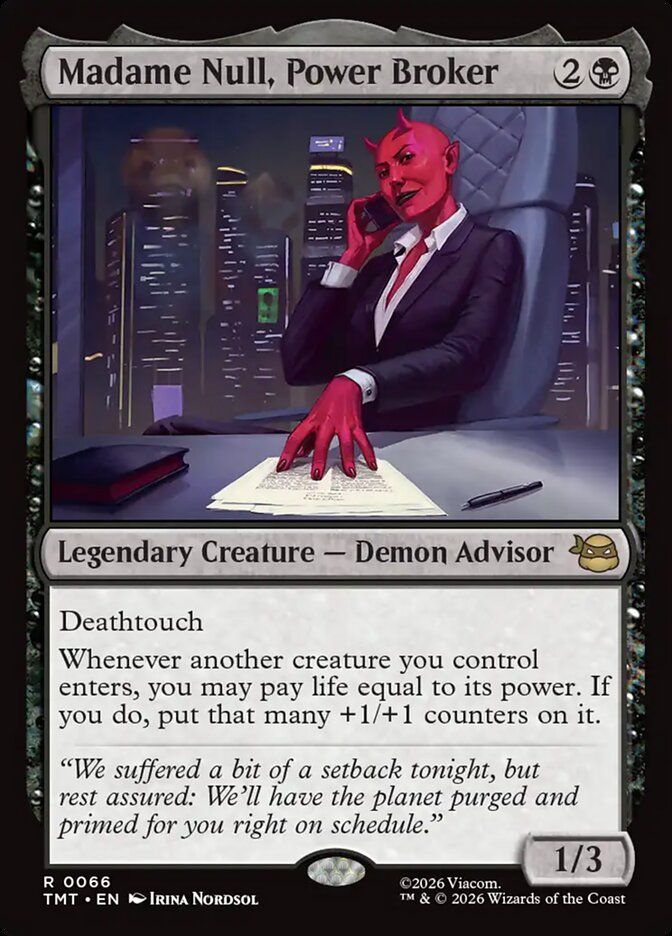 Madame Null, Power Broker 2
Legendary Creature — Demon Advisor
Deathtouch
Whenever another creature you control
enters, you may pay life equal to its power. If
you do, put that many +1/+1 counters on it.
“We suffered a bit of a setback tonight, but
rest assured: We’ll have the planet purged and
primed for you right on schedule.”
1/3
R 0066
TMT • EN Irina Nordsol
©2026 Viacom.
™ & © 2026 Wizards of the Coast